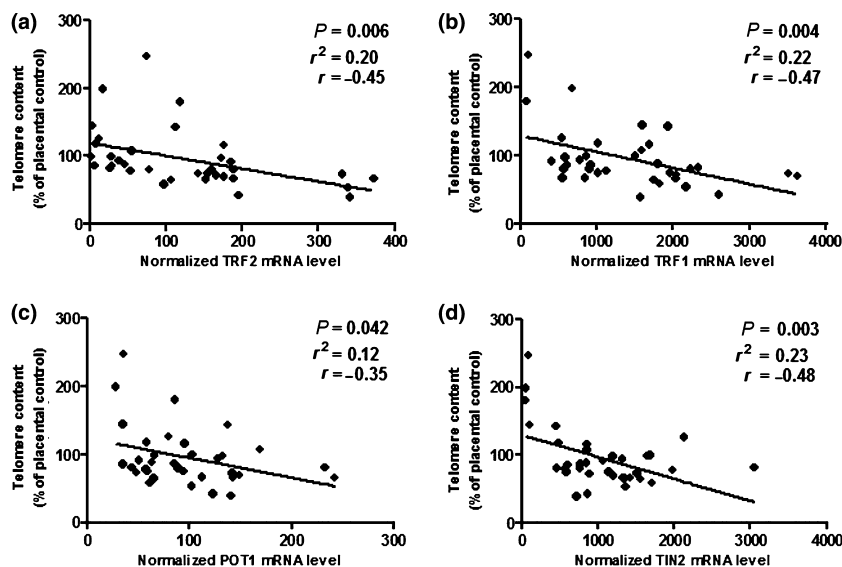 (a)
Telomere content
(% of placental control)
300
200
100
0
0 100 200 300 400
Normalized TRF2 mRNA level
P = 0.006
r² = 0.20
r = –0.45
(b)
Telomere content
(% of placental control)
300
200
100
0
0 1000 2000 3000 4000
Normalized TRF1 mRNA level
P = 0.004
r² = 0.22
r = –0.47
(c)
Telomere content
(% of placental control)
300
200
100
0
0 100 200 300
Normalized POT1 mRNA level
P = 0.042
r² = 0.12
r = –0.35
(d)
Telomere content
(% of placental control)
300
200
100
0
0 1000 2000 3000 4000
Normalized TIN2 mRNA level
P = 0.003
r² = 0.23
r = –0.48